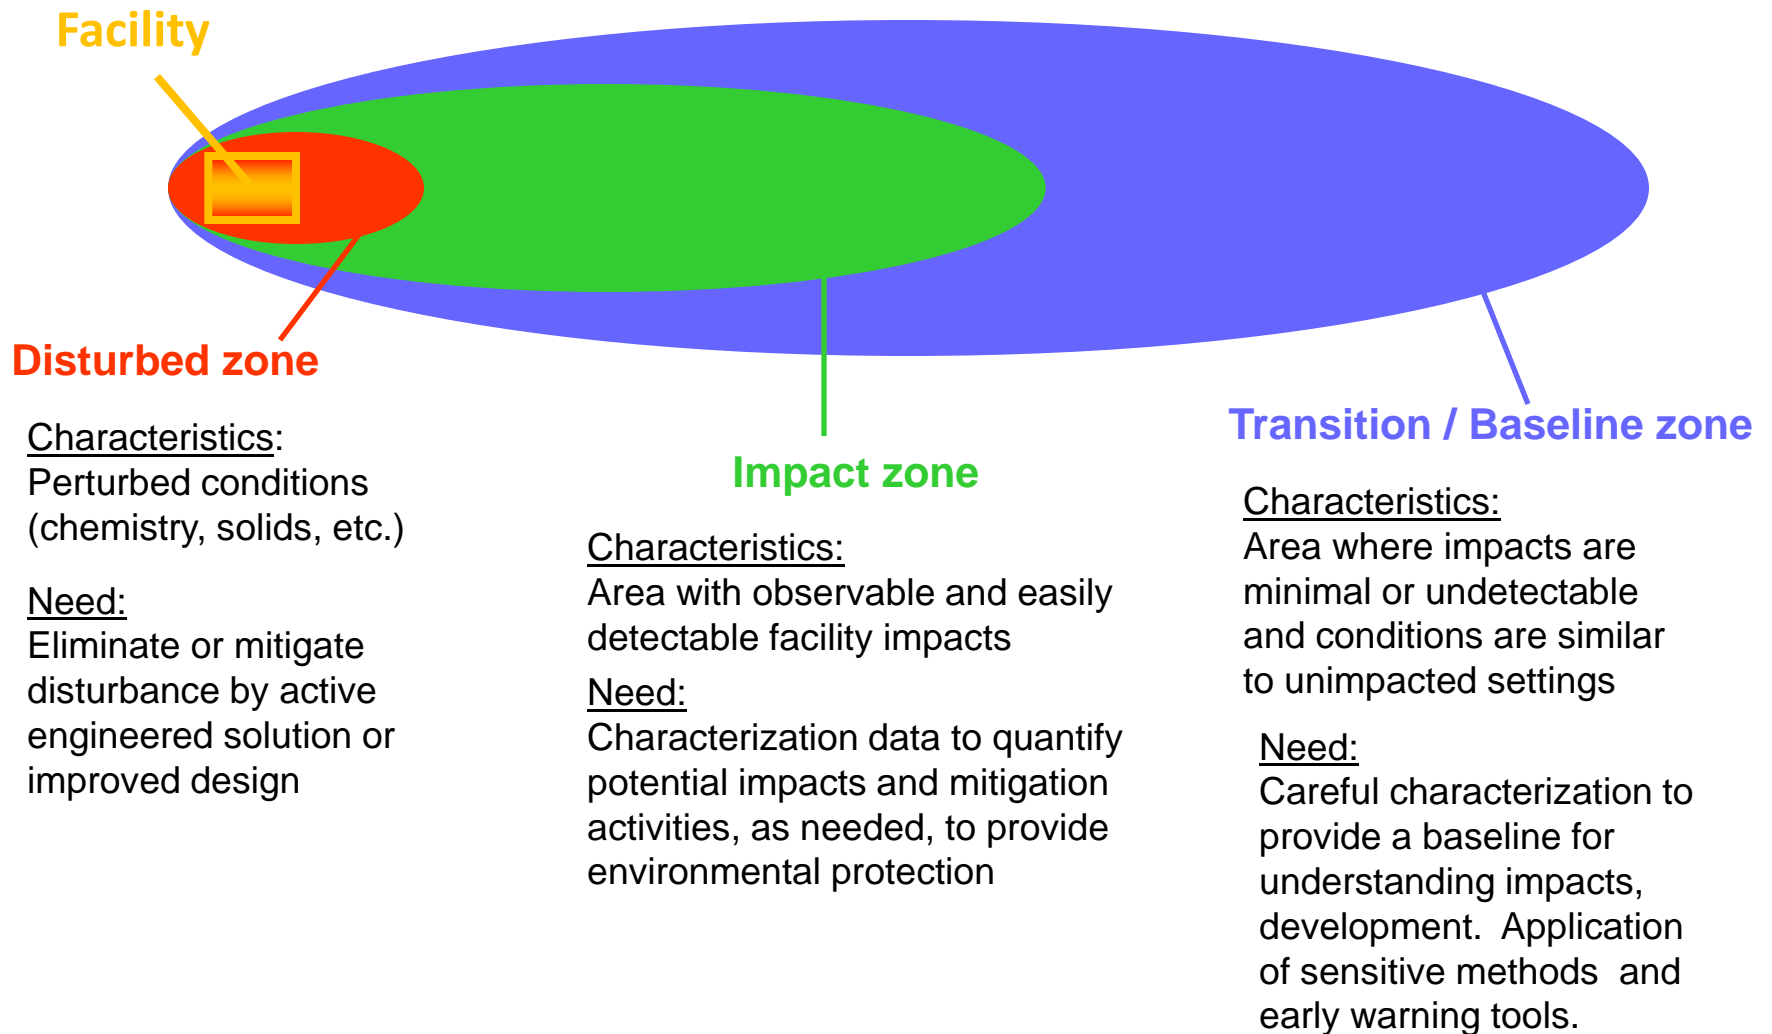 Facility
Disturbed zone
Characteristics:
Perturbed conditions
(chemistry, solids, etc.)
Need:
Eliminate or mitigate
disturbance by active
engineered solution or
improved design
Impact zone
Characteristics:
Area with observable and easily
detectable facility impacts
Need:
Characterization data to quantify
potential impacts and mitigation
activities, as needed, to provide
environmental protection
Transition / Baseline zone
Characteristics:
Area where impacts are
minimal or undetectable
and conditions are similar
to unimpacted settings
Need:
Careful characterization to
provide a baseline for
understanding impacts,
development.  Application
of sensitive methods  and
early warning tools.